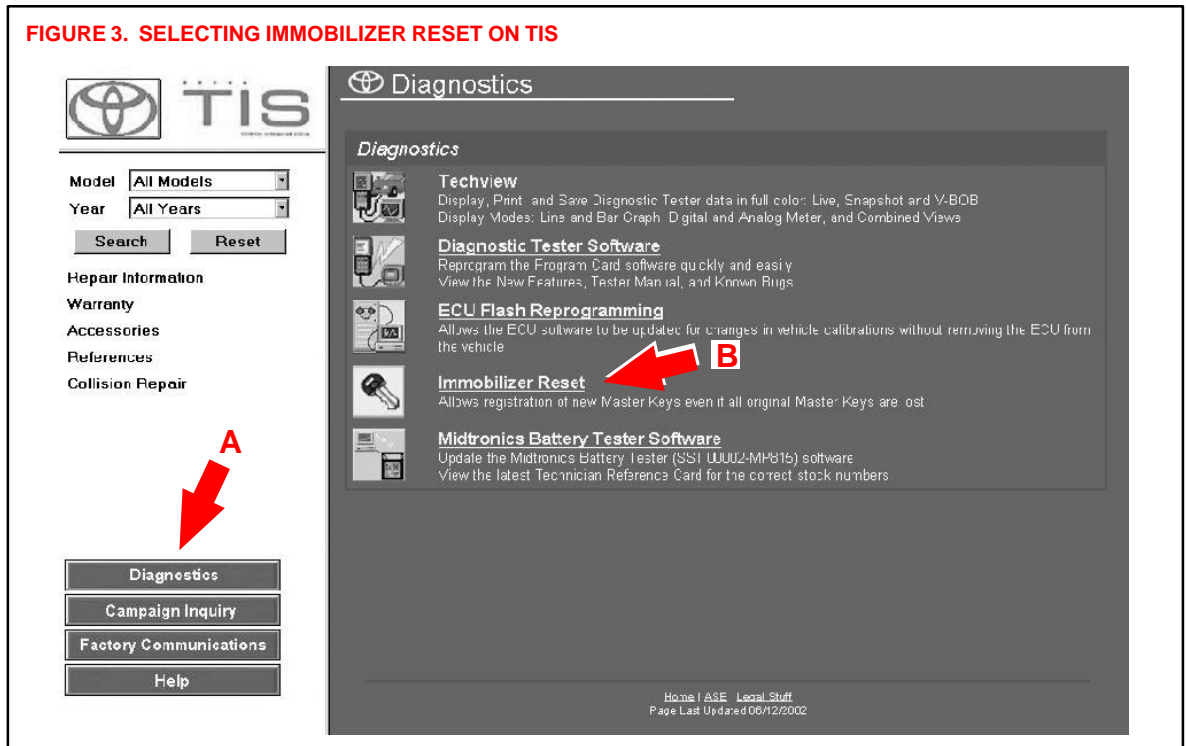 FIGURE 3. SELECTING IMMOBILIZER RESET ON TIS
TIS
Model All Models
Year All Years
Search Reset
Repair Information
Warranty
Accessories
References
Collision Repair
A
Diagnostics
Campaign Inquiry
Factory Communications
Help
Diagnostics
Diagnostics
Techview
Display, Print and Save Diagnostic Tester data in full color: Live, Snapshot and V-BOB
Display Modes: Line and Bar Graph Digital and Analog Meter, and Combined Views
Diagnostic Tester Software
Reprogram the Program Card software quickly and easily
View the New Features, Tester Manual, and Known Bugs
ECU Flash Reprogramming
Allows the ECU software to be updated for changes in vehicle calibrations without removing the ECU from
the vehicle
B
Immobilizer Reset
Allows registration of new Master Keys even if all original Master Keys are lost
Midtronics Battery Tester Software
Update the Midtronics Battery Tester (SST 00002-MP815) software
View the latest Technician Reference Card for the correct stock numbers
Home | ASE Legal Stuff
Page Last Updated 06/12/2002